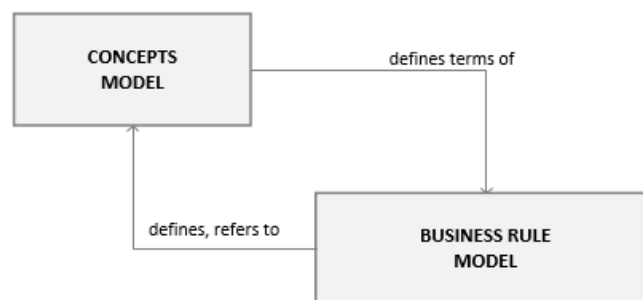 CONCEPTS
MODEL
defines terms of
defines, refers to
BUSINESS RULE
MODEL